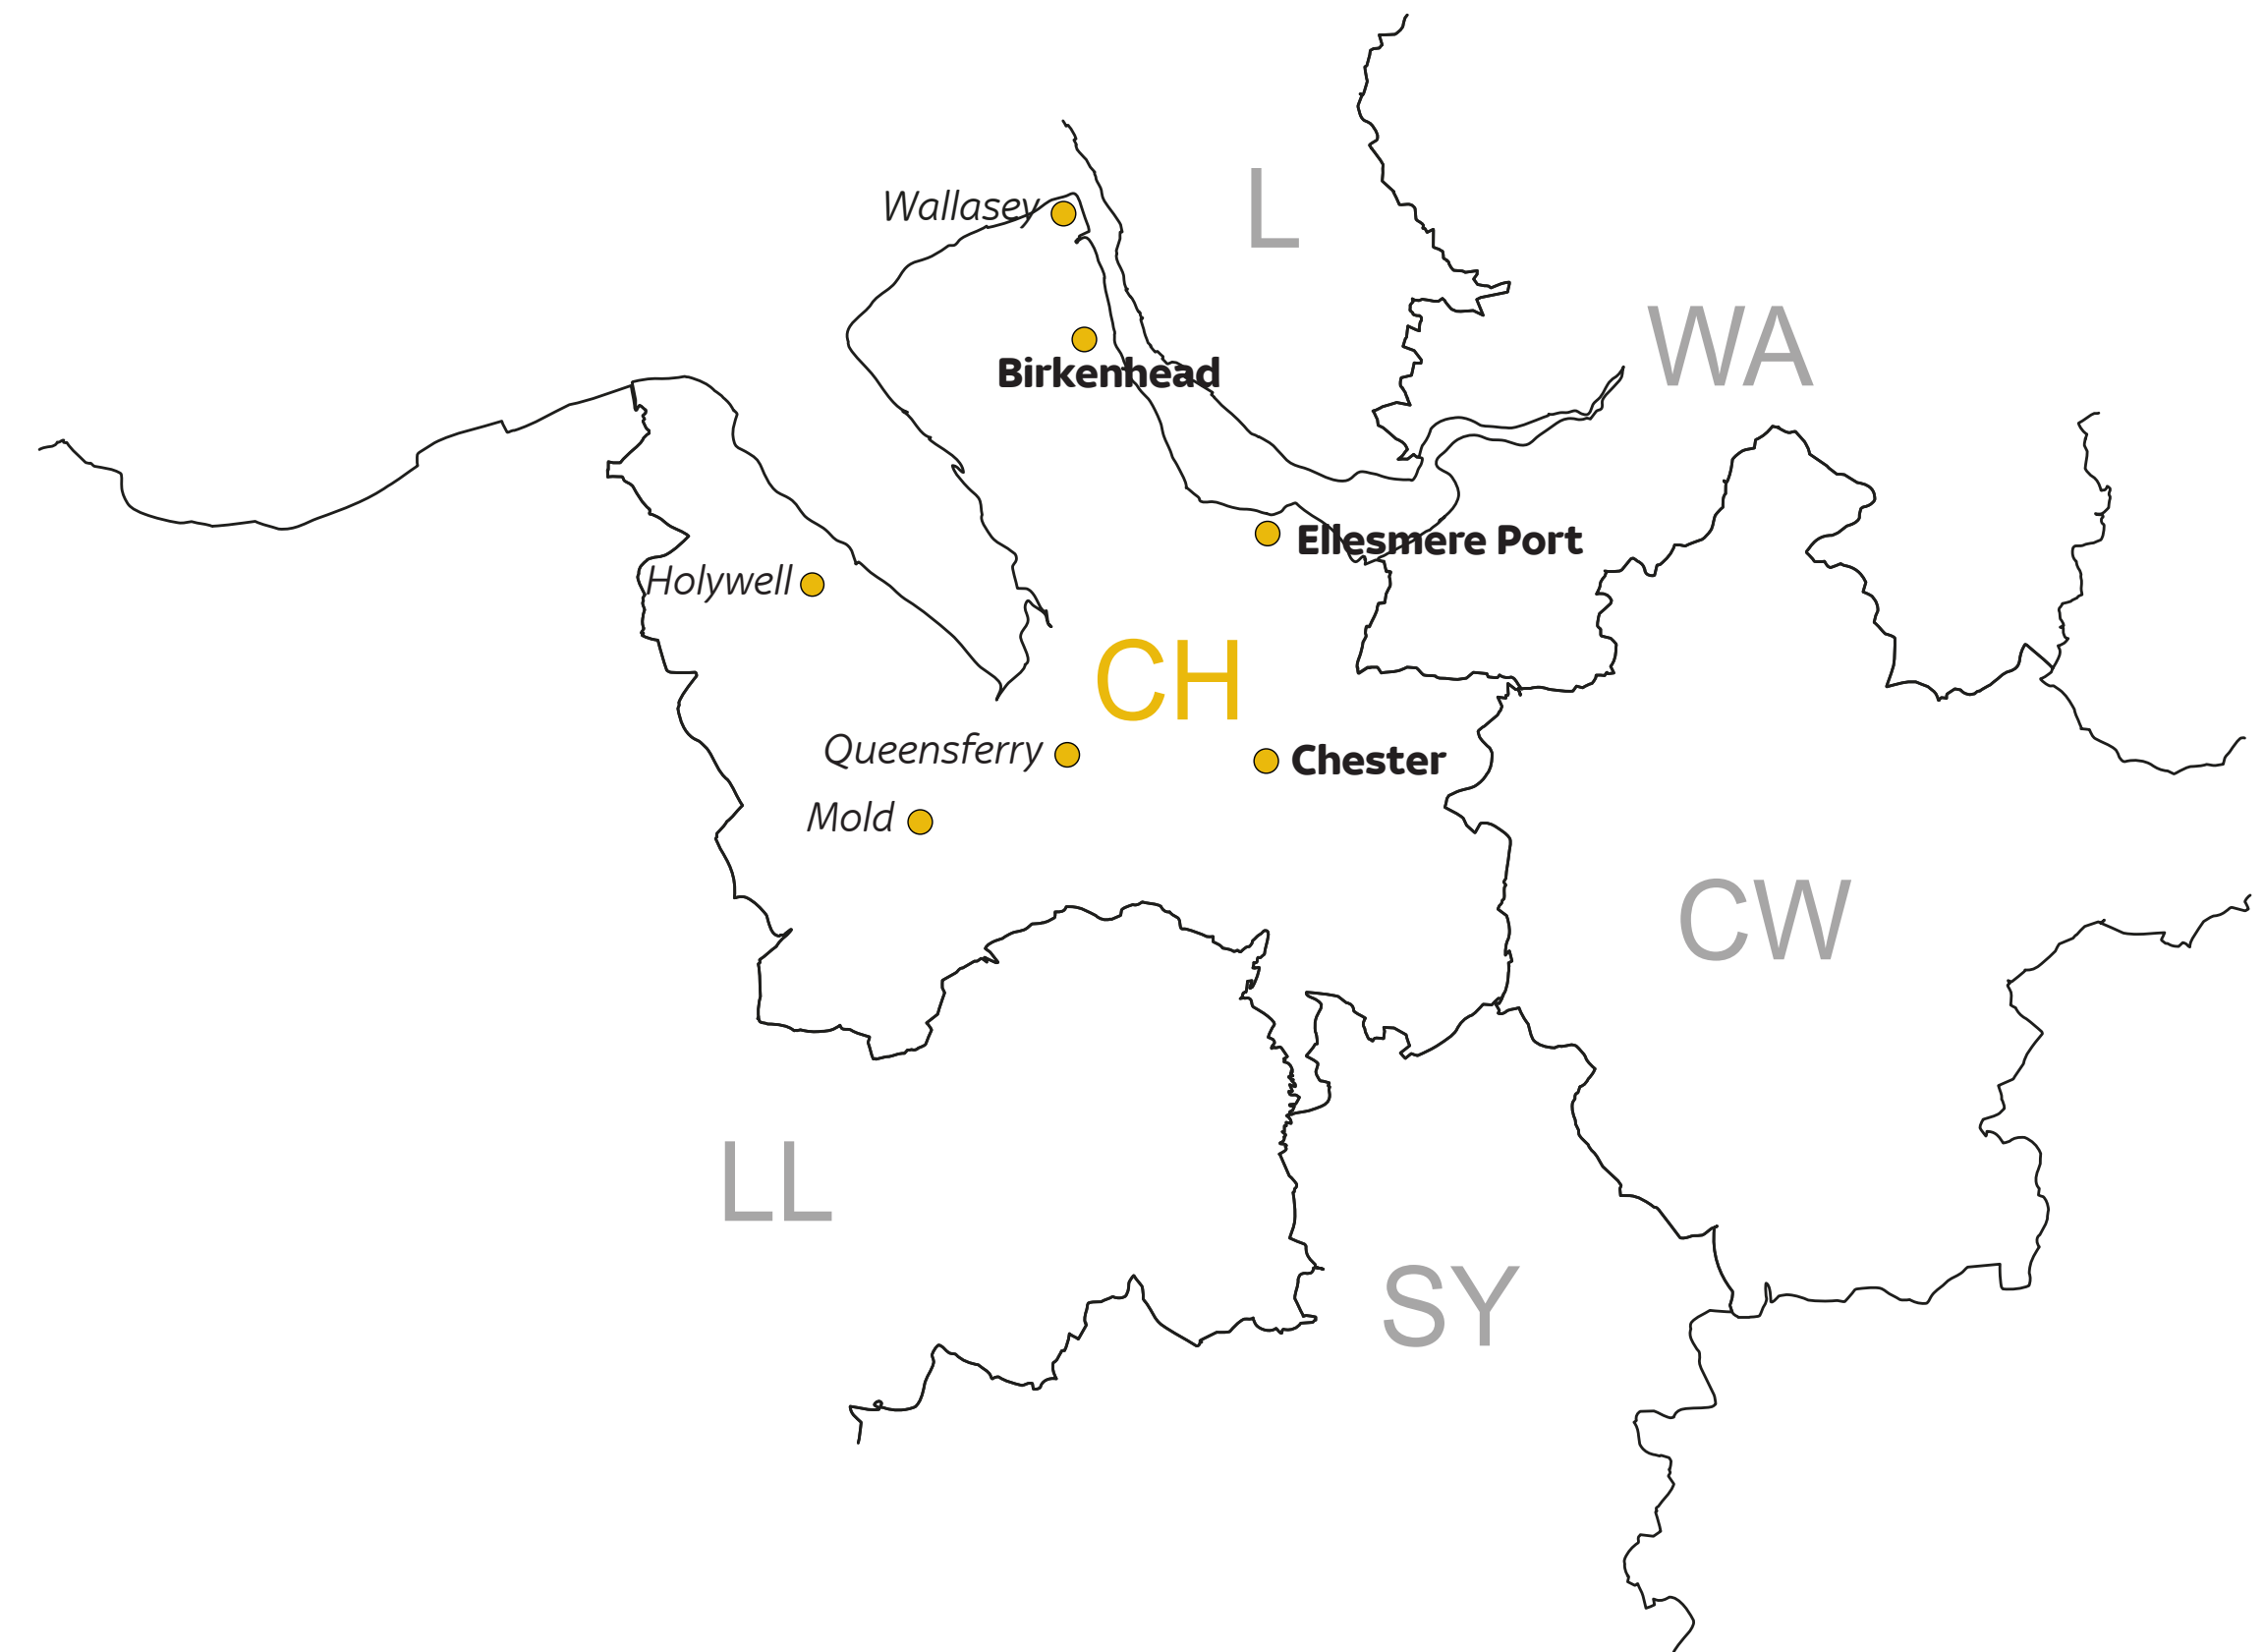 L
Wallasey
WA
Birkenhead
Ellesmere Port
Holywell
CH
Queensferry
Chester
Mold
CW
LL
SY